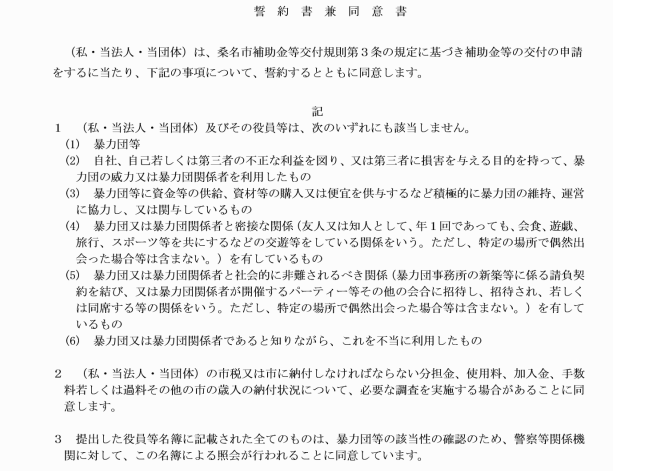 誓 約 書 兼 同 意 書
（私・当法人・当団体）は、桑名市補助金等交付規則第３条の規定に基づき補助金等の交付の申請
をするに当たり、下記の事項について、誓約するとともに同意します。
記
１　（私・当法人・当団体）及びその役員等は、次のいずれにも該当しません。
(1)　暴力団等
(2)　自社、自己若しくは第三者の不正な利益を図り、又は第三者に損害を与える目的を持って、暴
力団の威力又は暴力団関係者を利用したもの
(3)　暴力団等に資金等の供給、資材等の購入又は便宜を供与するなど積極的に暴力団の維持、運営
に協力し、又は関与しているもの
(4)　暴力団又は暴力団関係者と密接な関係（友人又は知人として、年１回であっても、会食、遊戯、
旅行、スポーツ等を共にするなどの交遊等をしている関係をいう。ただし、特定の場所で偶然出
会った場合等は含まない。）を有しているもの
(5)　暴力団又は暴力団関係者と社会的に非難されるべき関係（暴力団事務所の新築等に係る請負契
約を結び、又は暴力団関係者が開催するパーティー等その他の会合に招待し、招待され、若しく
は同席する等の関係をいう。ただし、特定の場所で偶然出会った場合等は含まない。）を有して
いるもの
(6)　暴力団又は暴力団関係者であると知りながら、これを不当に利用したもの
２　（私・当法人・当団体）の市税又は市に納付しなければならない分担金、使用料、加入金、手数
料若しくは過料その他の市の歳入の納付状況について、必要な調査を実施する場合があることに同
意します。
３　提出した役員等名簿に記載された全てのものは、暴力団等の該当性の確認のため、警察等関係機
関に対して、この名簿による照会が行われることに同意しています。